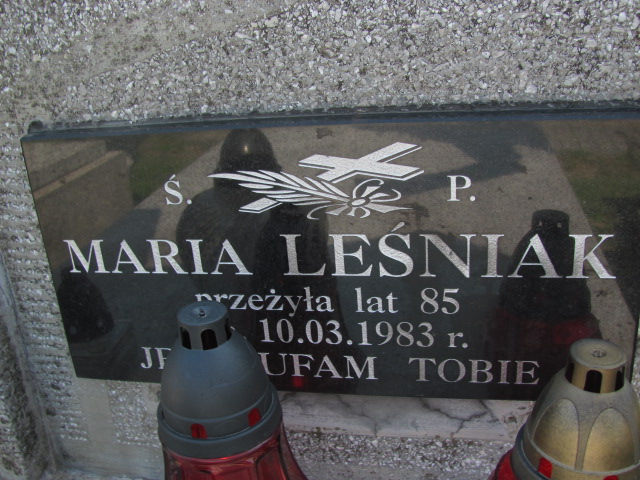 Ś. P.
MARIA LEŚNIAK
przeżyła lat 85
10.03.1983 r.
UFAM TOBIE